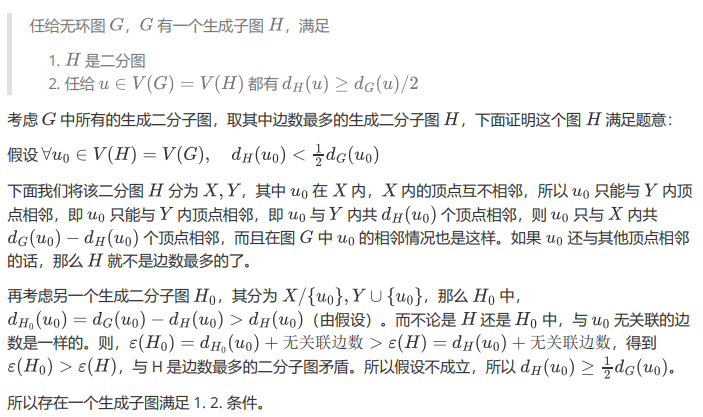 任给无环图 G，G 有一个生成子图 H，满足
1. H 是二分图
2. 任给 u ∈ V(G) = V(H) 都有 d_H(u) ≥ d_G(u)/2
考虑 G 中所有的生成二分子图，取其中边数最多的生成二分子图 H，下面证明这个图 H 满足题意：
假设 ∀u_0 ∈ V(H) = V(G),   d_H(u_0) < \frac{1}{2}d_G(u_0)
下面我们将该二分图 H 分为 X, Y，其中 u_0 在 X 内，X 内的顶点互不相邻，所以 u_0 只能与 Y 内顶
点相邻，即 u_0 只能与 Y 内顶点相邻，即 u_0 与 Y 内共 d_H(u_0) 个顶点相邻，则 u_0 只与 X 内共
d_G(u_0) − d_H(u_0) 个顶点相邻，而且在图 G 中 u_0 的相邻情况也是这样。如果 u_0 还与其他顶点相邻
的话，那么 H 就不是边数最多的了。
再考虑另一个生成二分子图 H_0，其分为 X/{u_0}, Y ∪ {u_0}，那么 H_0 中，
d_{H_0}(u_0) = d_G(u_0) − d_H(u_0) > d_H(u_0)（由假设）。而不论是 H 还是 H_0 中，与 u_0 无关联的边
数是一样的。则，ε(H_0) = d_{H_0}(u_0) + 无关联边数 > ε(H) = d_H(u_0) + 无关联边数，得到
ε(H_0) > ε(H)，与 H 是边数最多的二分子图矛盾。所以假设不成立，所以 d_H(u_0) ≥ \frac{1}{2}d_G(u_0)。
所以存在一个生成子图满足 1. 2. 条件。